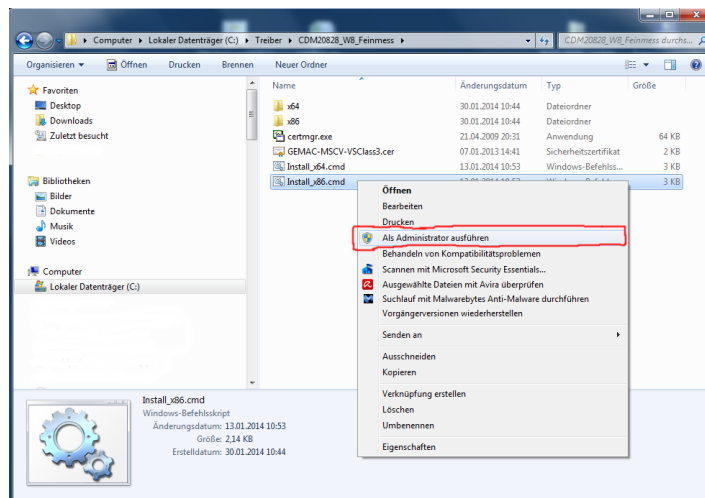 Computer ▸ Lokaler Datenträger (C:) ▸ Treiber ▸ CDM20828_W8_Feinmess ▸
CDM20828_W8_Feinmess durchs...
Organisieren ▾ Öffnen Drucken Brennen Neuer Ordner
Favoriten
Desktop
Downloads
Zuletzt besucht
Bibliotheken
Bilder
Dokumente
Musik
Videos
Computer
Lokaler Datenträger (C:)
Name Änderungsdatum Typ Größe
x64 30.01.2014 10:44 Dateiordner
x86 30.01.2014 10:44 Dateiordner
certmgr.exe 21.04.2009 20:31 Anwendung 64 KB
GEMAC-MSCV-VSClass3.cer 07.01.2013 14:41 Sicherheitszertifikat 2 KB
Install_x64.cmd 13.01.2014 10:53 Windows-Befehlss... 3 KB
Install_x86.cmd 3 KB
Öffnen
Bearbeiten
Drucken
Als Administrator ausführen
Behandeln von Kompatibilitätsproblemen
Scannen mit Microsoft Security Essentials...
Ausgewählte Dateien mit Avira überprüfen
Suchlauf mit Malwarebytes Anti-Malware durchführen
Vorgängerversionen wiederherstellen
Senden an
Ausschneiden
Kopieren
Verknüpfung erstellen
Löschen
Umbenennen
Eigenschaften
Install_x86.cmd
Windows-Befehlsskript
Änderungsdatum: 13.01.2014 10:53
Größe: 2,14 KB
Erstelldatum: 30.01.2014 10:44